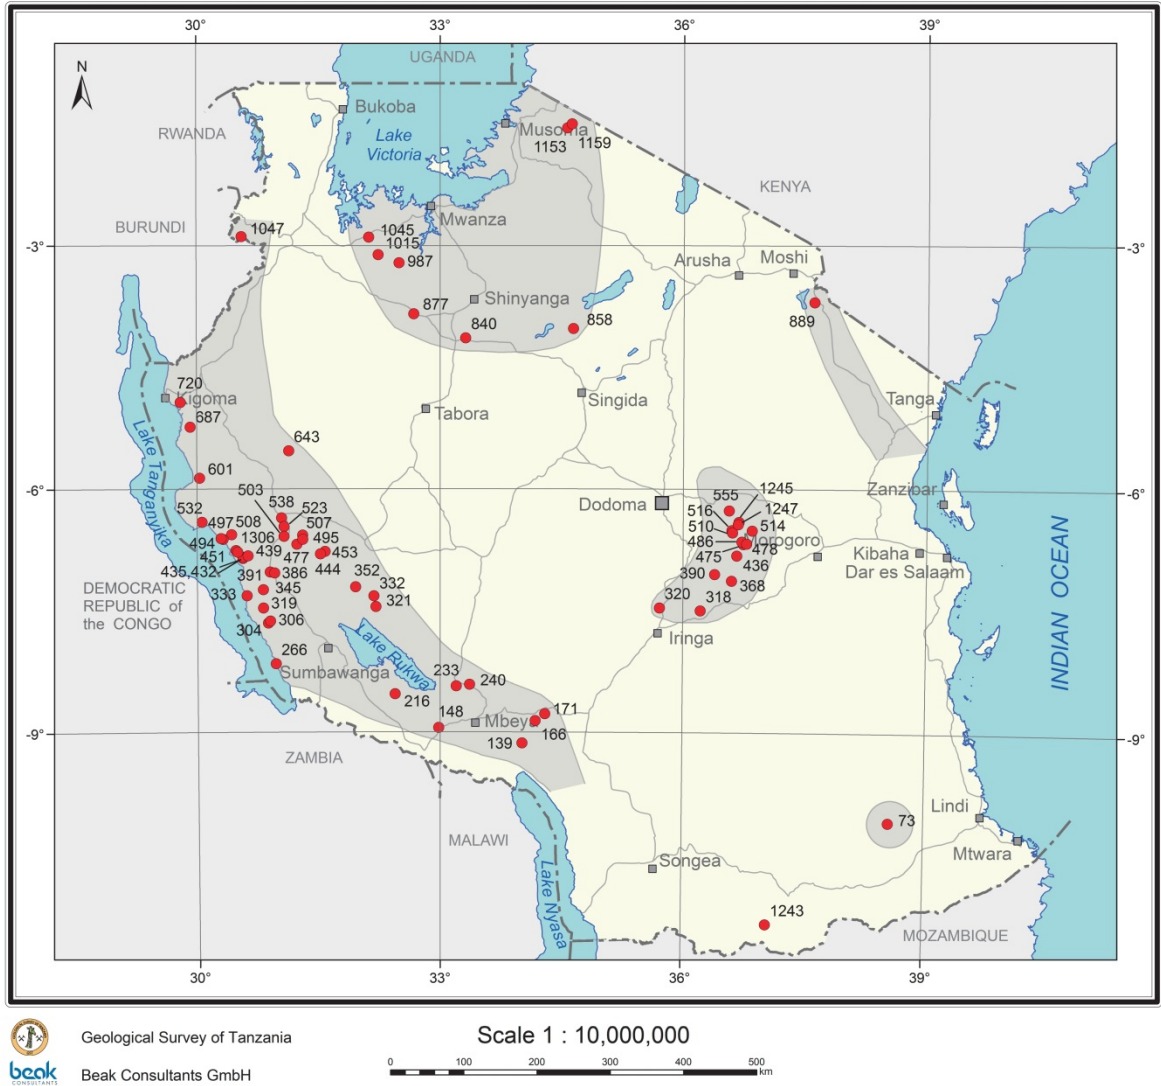 30°
33°
36°
39°
UGANDA
N
Bukoba
RWANDA
Lake
Victoria
Musoma
1153
1159
KENYA
Mwanza
BURUNDI
1047
1045
1015
987
-3°
-3°
Arusha
Moshi
Shinyanga
877
840
858
889
720
Kigoma
687
Tabora
Singida
Tanga
643
Lake Tanganyika
601
-6°
-6°
503
538
523
532
497
508
507
1306
495
494
439
477
453
451
444
435
432
391
386
352
332
333
345
321
319
304
306
266
Dodoma
555
1245
516
1247
510
514
486
Morogoro
475
478
436
390
368
320
318
Iringa
Zanzibar
Kibaha
Dar es Salaam
DEMOCRATIC
REPUBLIC of
the CONGO
Sumbawanga
Lake Rukwa
233
240
216
148
Mbeya
171
166
139
-9°
-9°
ZAMBIA
INDIAN OCEAN
MALAWI
Lake Nyasa
Songea
73
Lindi
Mtwara
1243
MOZAMBIQUE
30°
33°
36°
39°
Geological Survey of Tanzania
Scale 1 : 10,000,000
beak
CONSULTANTS
Beak Consultants GmbH
0 100 200 300 400 500
km